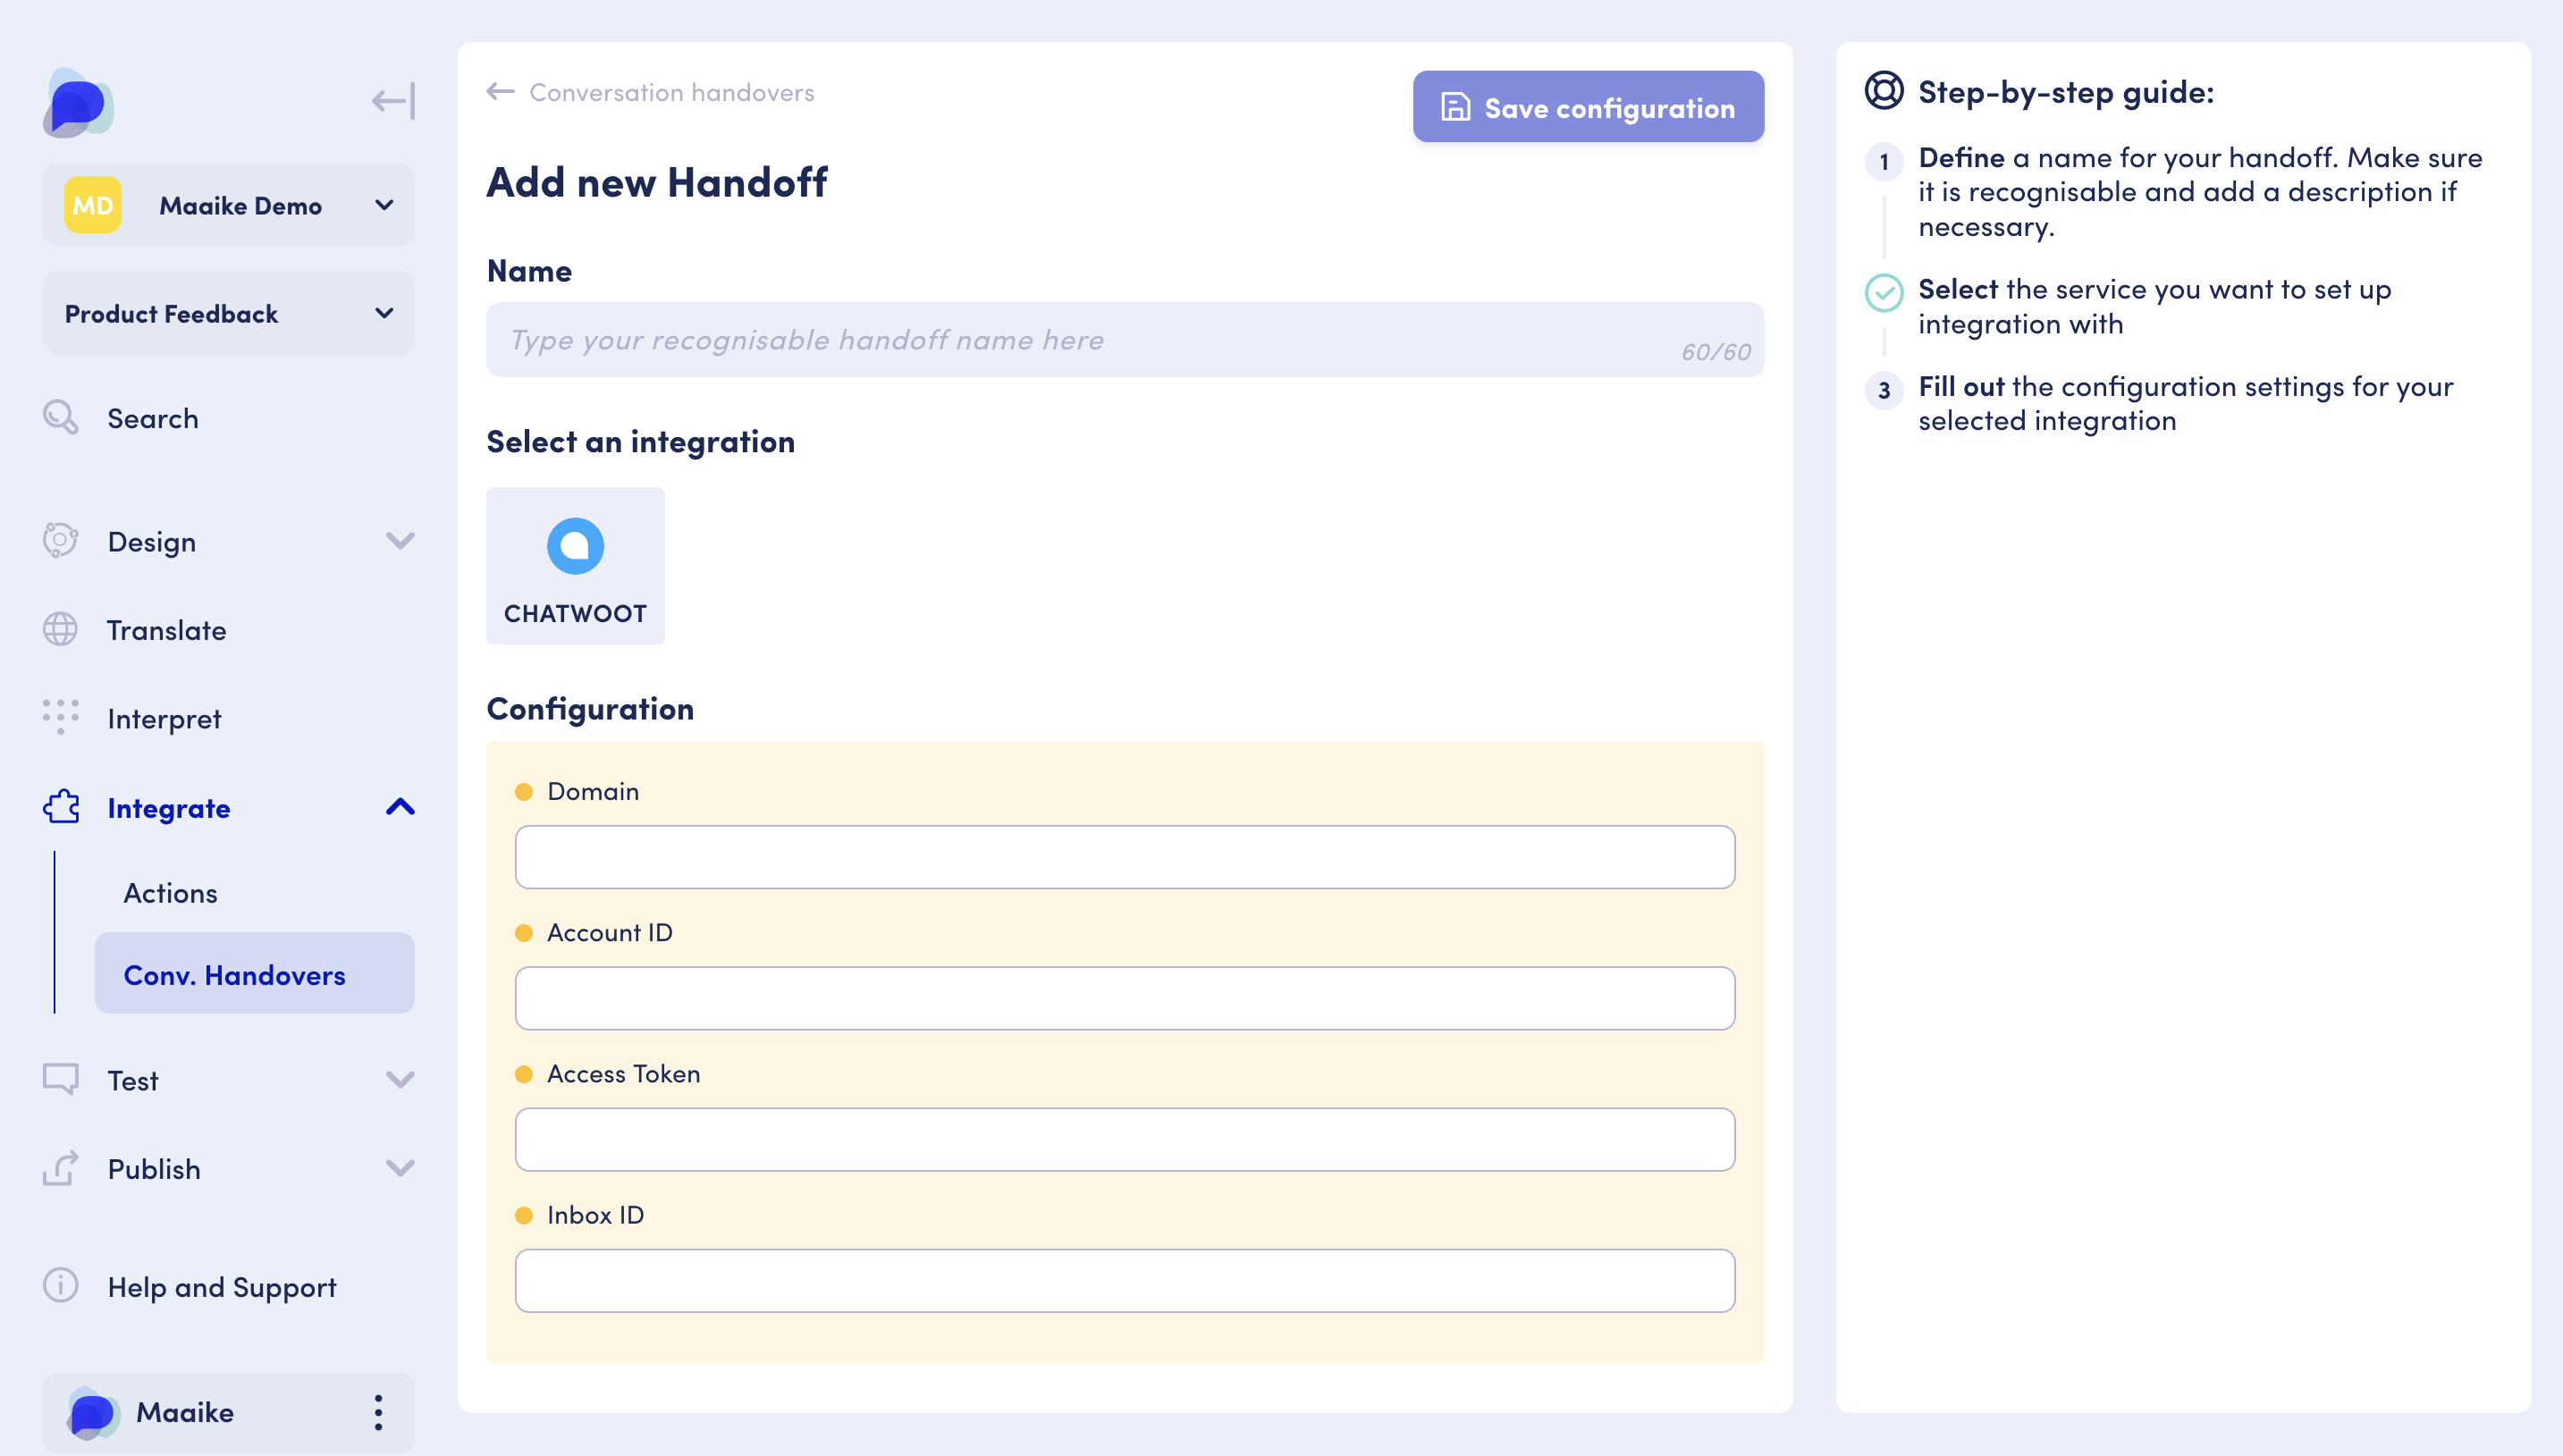 MD
Maaike Demo
Product Feedback
Search
Design
Translate
Interpret
Integrate
Actions
Conv. Handovers
Test
Publish
Help and Support
Maaike
Conversation handovers
Save configuration
Add new Handoff
Name
Type your recognisable handoff name here
60/60
Select an integration
CHATWOOT
Configuration
Domain
Account ID
Access Token
Inbox ID
Step-by-step guide:
1 Define a name for your handoff. Make sure
it is recognisable and add a description if
necessary.
Select the service you want to set up
integration with
3 Fill out the configuration settings for your
selected integration